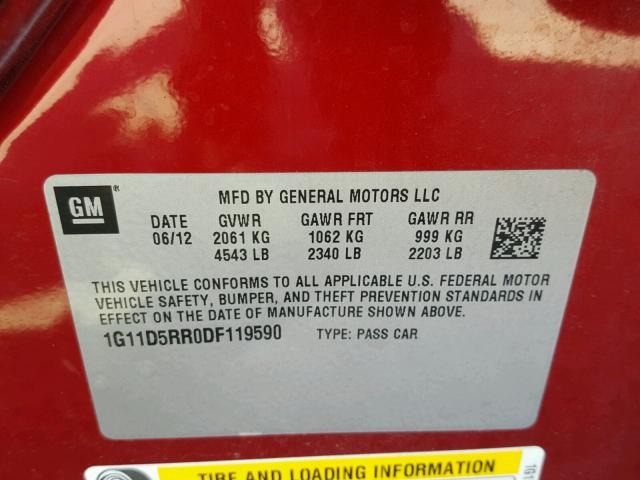 GM ®
MFD BY GENERAL MOTORS LLC
DATE GVWR GAWR FRT GAWR RR
06/12 2061 KG 1062 KG 999 KG
4543 LB 2340 LB 2203 LB
THIS VEHICLE CONFORMS TO ALL APPLICABLE U.S. FEDERAL MOTOR
VEHICLE SAFETY, BUMPER, AND THEFT PREVENTION STANDARDS
IN EFFECT ON THE DATE OF MANUFACTURE SHOWN ABOVE.
1G11D5RR0DF119590 TYPE: PASS CAR
TIRE AND LOADING INFORMATION
1G1